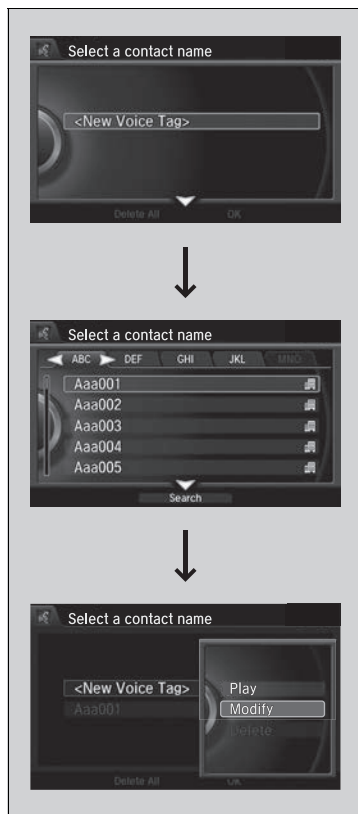 Select a contact name
<New Voice Tag>
Delete All OK
Select a contact name
ABC DEF GHI JKL MNO
Aaa001
Aaa002
Aaa003
Aaa004
Aaa005
Search
Select a contact name
<New Voice Tag>
Aaa001
Play
Modify
Delete
Delete All OK